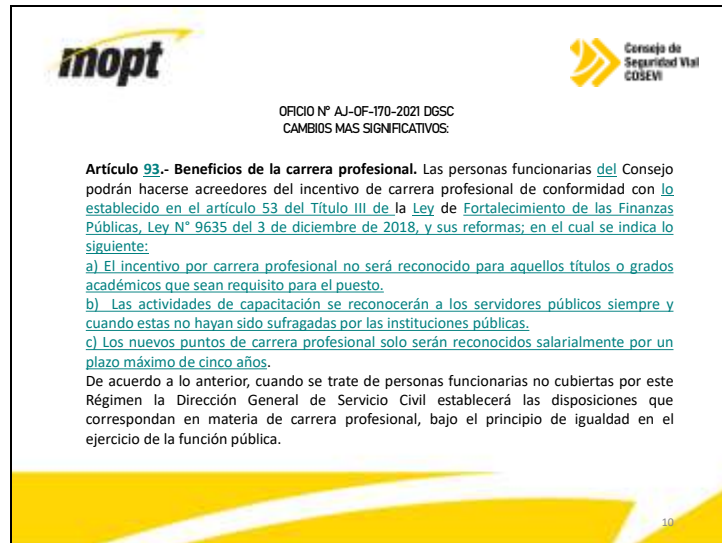 mopt
Consejo de
Seguridad Vial
COSEVI
OFICIO N° AJ-OF-170-2021 DGSC
CAMBIOS MAS SIGNIFICATIVOS:
Artículo 93.- Beneficios de la carrera profesional. Las personas funcionarias del Consejo
podrán hacerse acreedores del incentivo de carrera profesional de conformidad con lo
establecido en el artículo 53 del Título III de la Ley de Fortalecimiento de las Finanzas
Públicas, Ley N° 9635 del 3 de diciembre de 2018, y sus reformas; en el cual se indica lo
siguiente:
a) El incentivo por carrera profesional no será reconocido para aquellos títulos o grados
académicos que sean requisito para el puesto.
b) Las actividades de capacitación se reconocerán a los servidores públicos siempre y
cuando estas no hayan sido sufragadas por las instituciones públicas.
c) Los nuevos puntos de carrera profesional solo serán reconocidos salarialmente por un
plazo máximo de cinco años.
De acuerdo a lo anterior, cuando se trate de personas funcionarias no cubiertas por este
Régimen la Dirección General de Servicio Civil establecerá las disposiciones que
correspondan en materia de carrera profesional, bajo el principio de igualdad en el
ejercicio de la función pública.
10